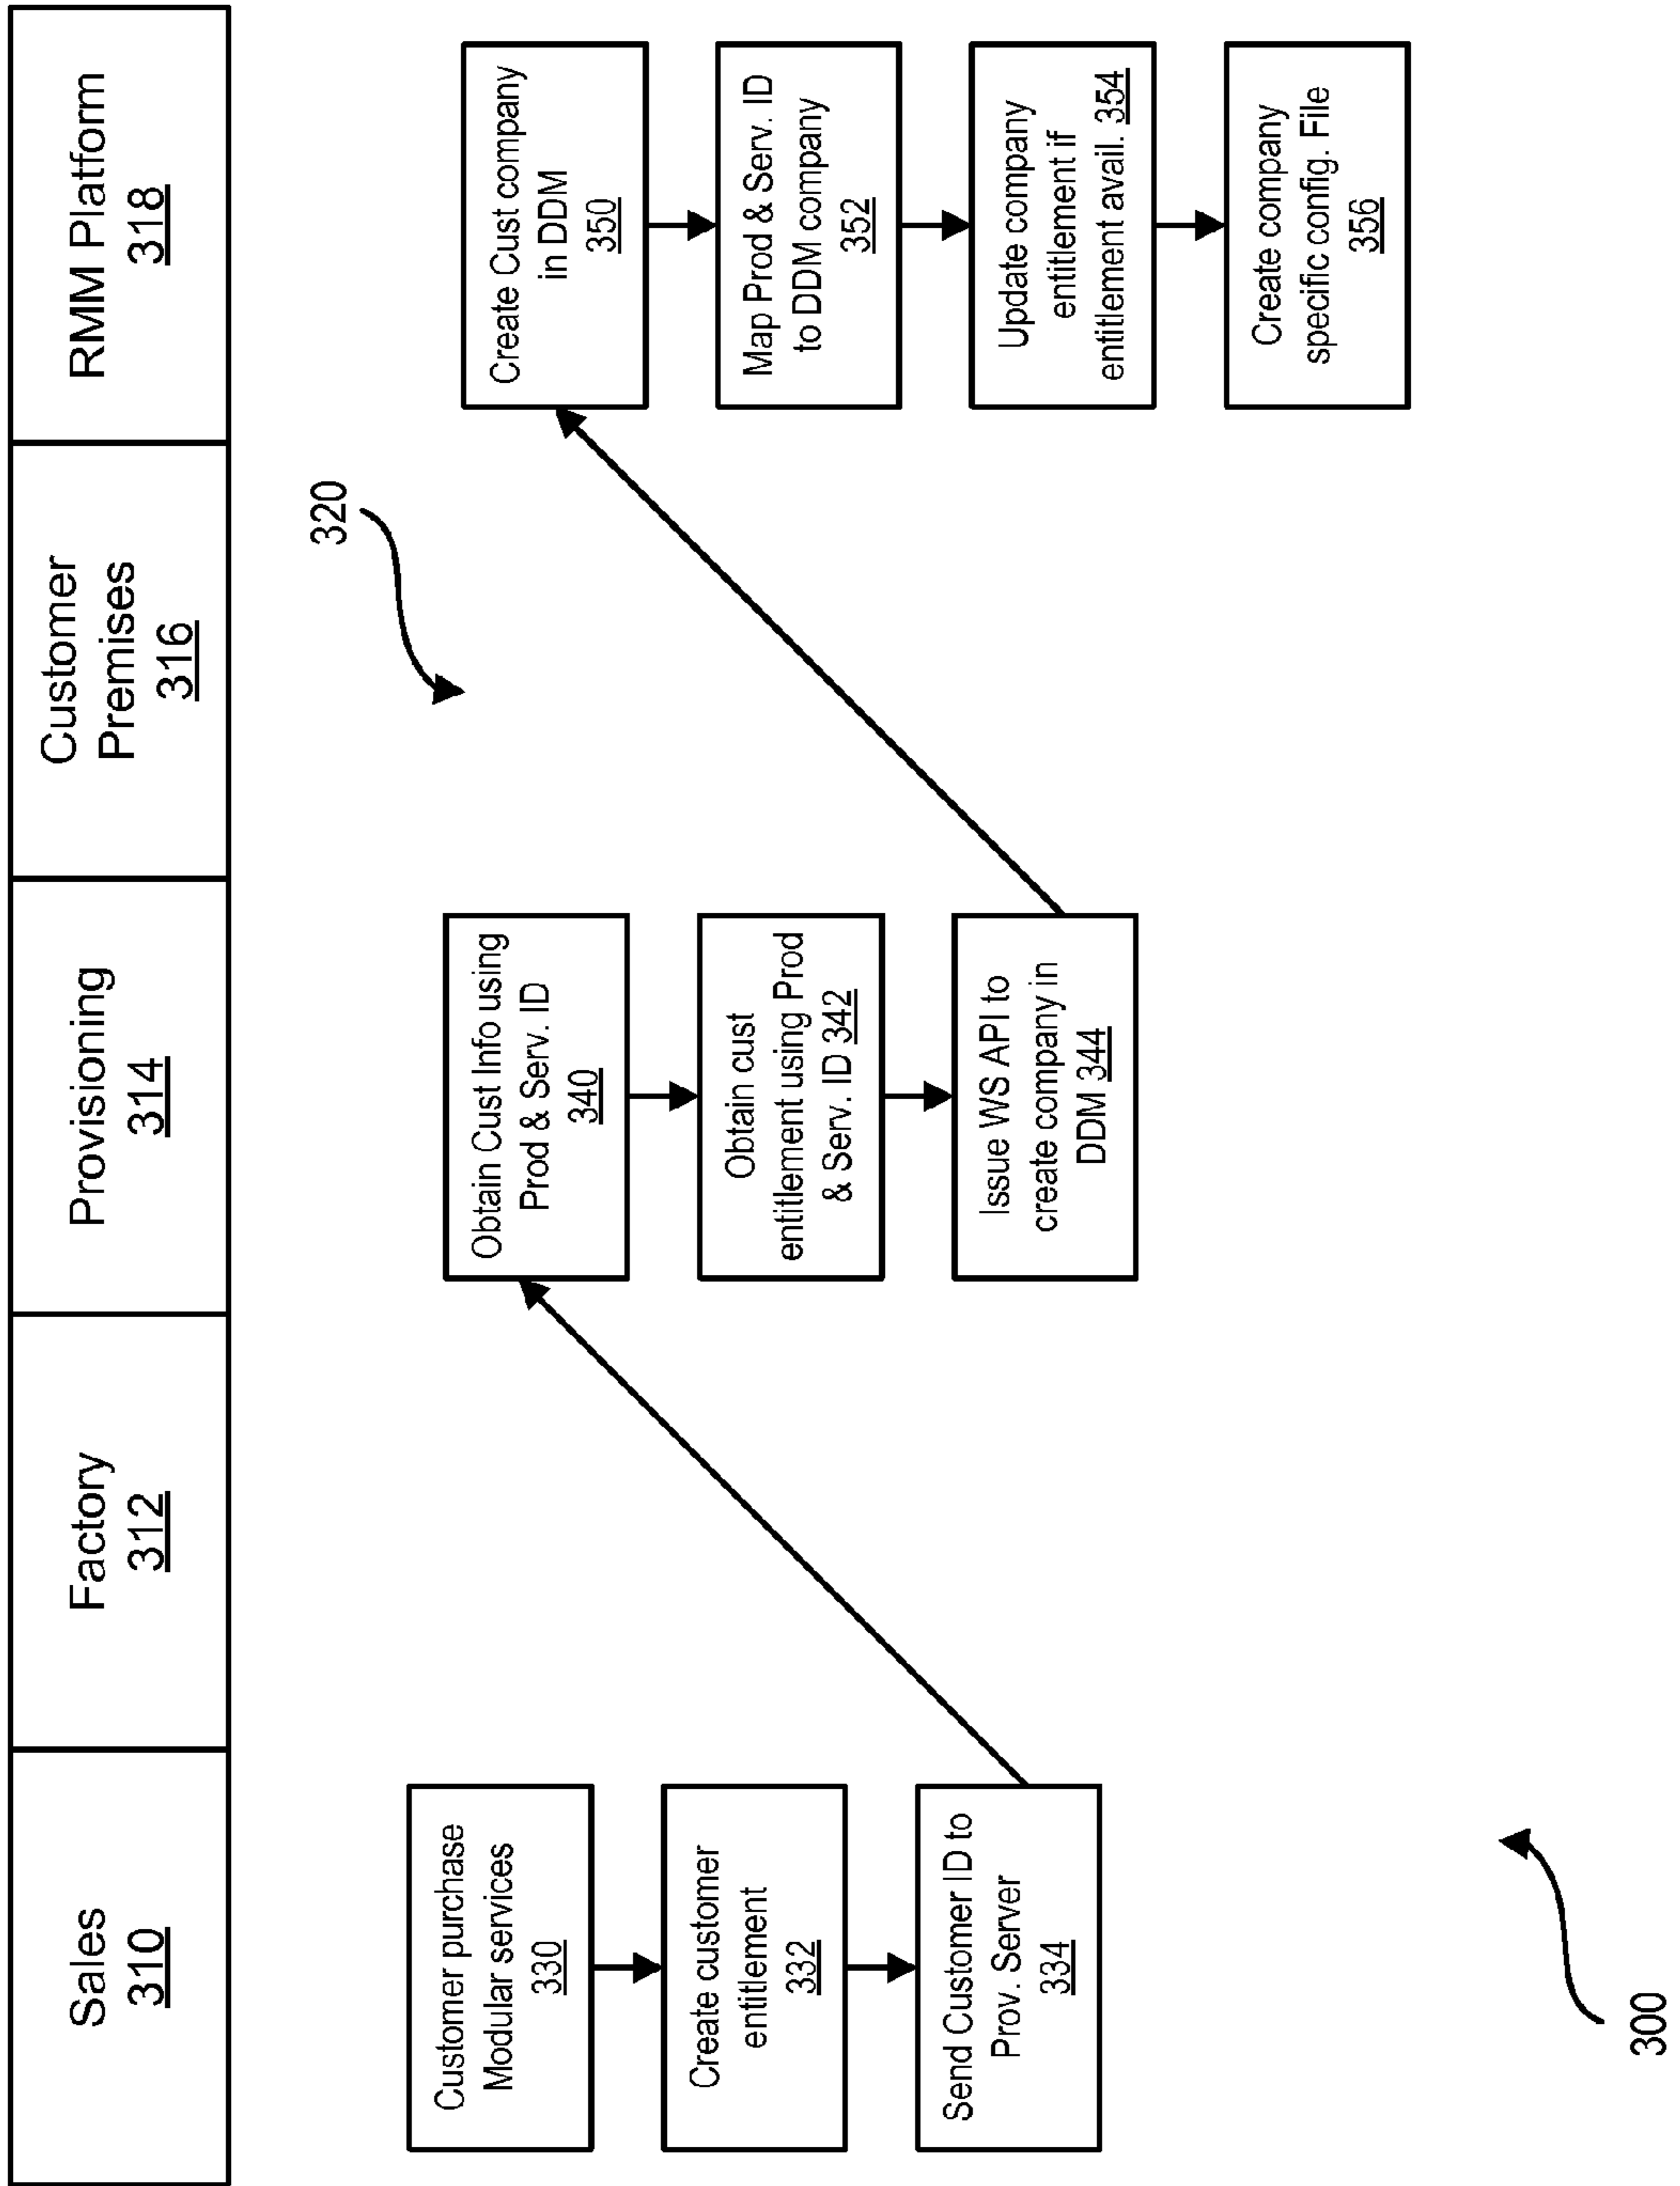 Sales
310
Factory
312
Provisioning
314
Customer
Premises
316
RMM Platform
318
320
Customer purchase
Modular services
330
Create customer
entitlement
332
Send Customer ID to
Prov. Server
334
Obtain Cust Info using
Prod & Serv. ID
340
Obtain cust
entitlement using Prod
& Serv. ID 342
Issue WS API to
create company in
DDM 344
Create Cust company
in DDM
350
Map Prod & Serv. ID
to DDM company
352
Update company
entitlement if
entitlement avail. 354
Create company
specific config. File
356
300